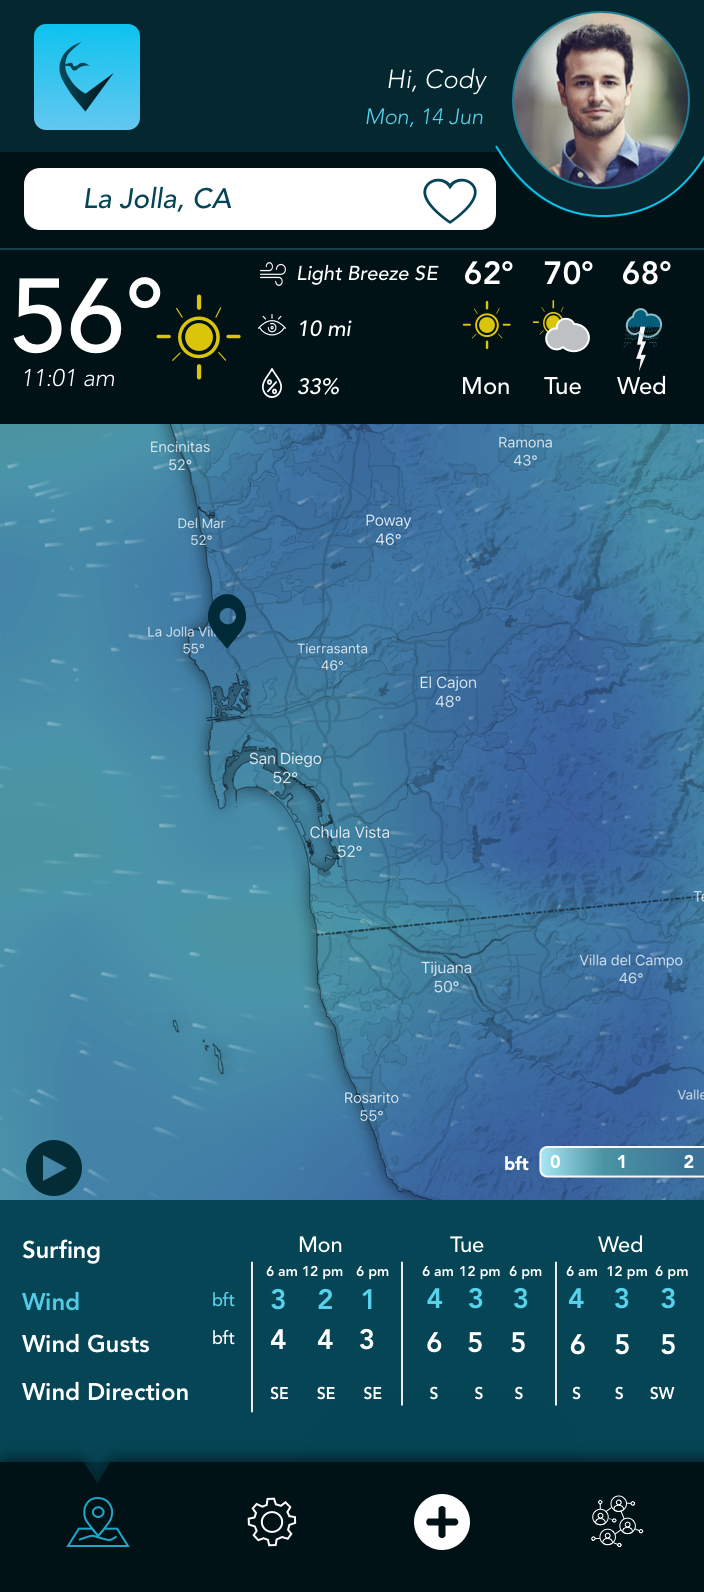 Hi, Cody
Mon, 14 Jun
La Jolla, CA
56°
11:01 am
Light Breeze SE
10 mi
33%
62° 70° 68°
Mon Tue Wed
Encinitas
52°
Ramona
43°
Del Mar
52°
Poway
46°
La Jolla
55°
Tierrasanta
46°
El Cajon
48°
San Diego
52°
Chula Vista
52°
Tijuana
50°
Villa del Campo
46°
Rosarito
55°
bft 0 1 2
Surfing Mon Tue Wed
6 am 12 pm 6 pm 6 am 12 pm 6 pm 6 am 12 pm 6 pm
Wind bft 3 2 1 4 3 3 4 3 3
Wind Gusts bft 4 4 3 6 5 5 6 5 5
Wind Direction SE SE SE S S S S S SW